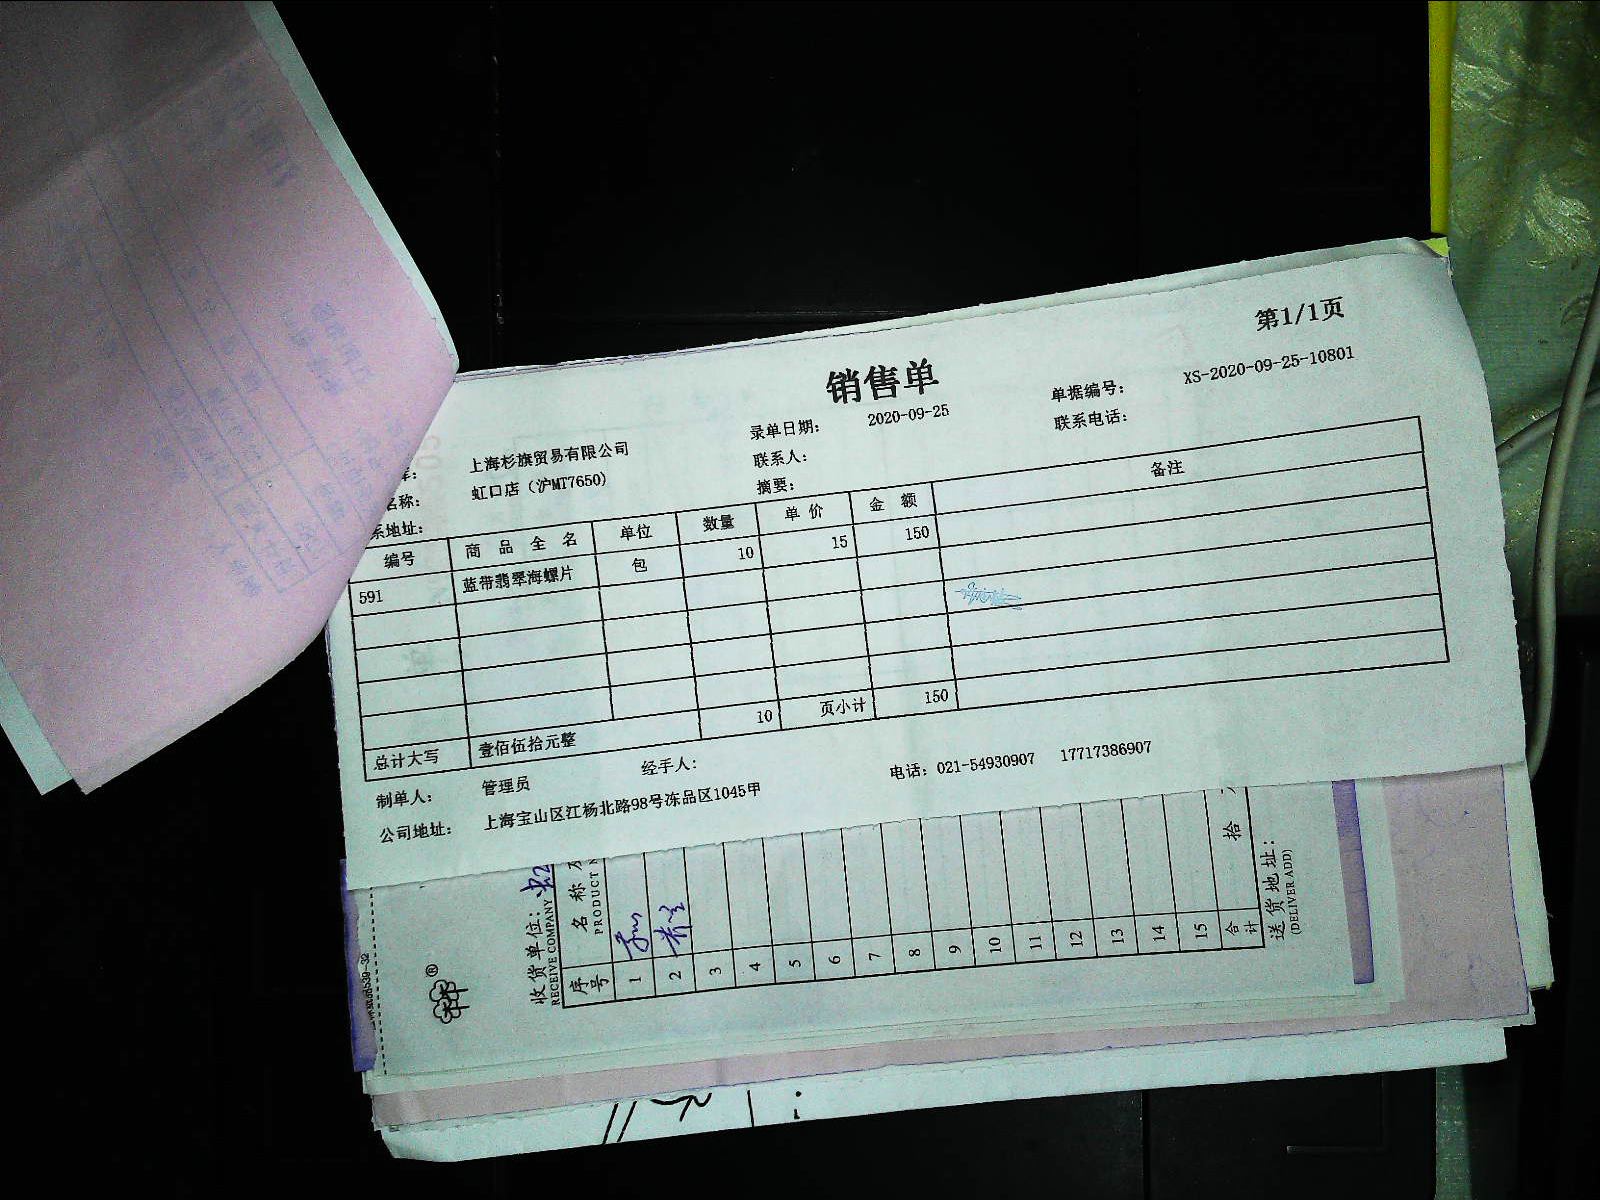 第1/1页
销售单
录单日期： 2020-09-25 单据编号： XS-2020-09-25-10801
库： 上海杉旗贸易有限公司 联系人： 联系电话：
名称： 虹口店（沪MT7650） 摘要：
系地址：
编号 商品全名 单位 数量 单价 金额 备注
591 蓝带翡翠海螺片 包 10 15 150
总计大写 壹佰伍拾元整 10 页小计 150
制单人： 管理员 经手人： 电话：021-54930907 17717386907
公司地址： 上海宝山区江杨北路98号冻品区1045甲
收货单位：
RECEIVE COMPANY
序号 名称及
PRODUCT N
1
2
3
4
5
6
7
8
9
10
11
12
13
14
15
合计 拾
送货地址：
(DELIVER ADD)